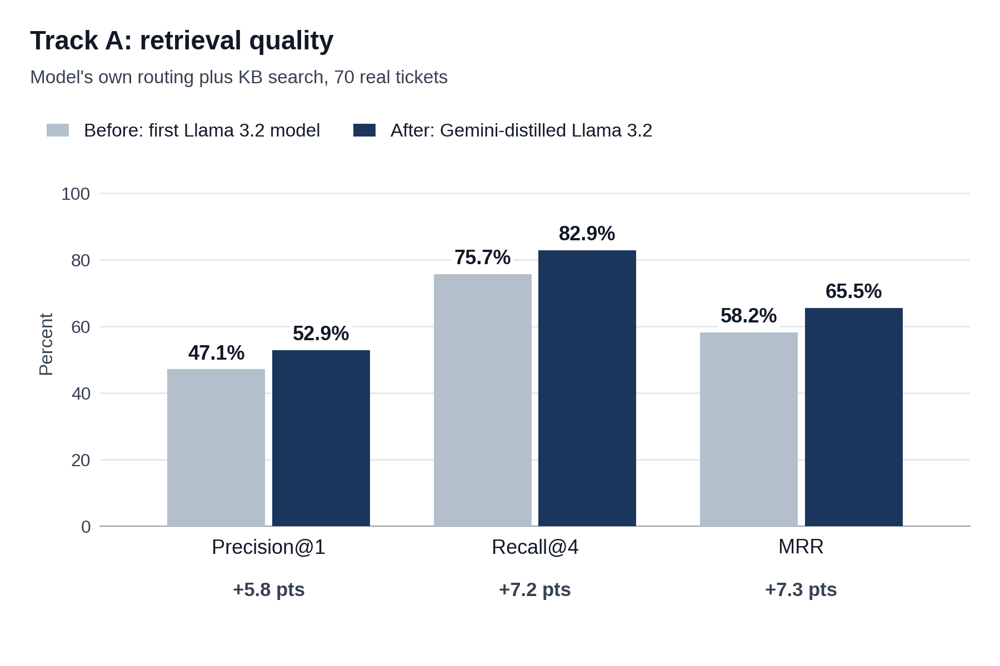 Track A: retrieval quality
Model's own routing plus KB search, 70 real tickets
Before: first Llama 3.2 model
After: Gemini-distilled Llama 3.2
Percent
100
80
60
40
20
0
47.1%
52.9%
75.7%
82.9%
58.2%
65.5%
Precision@1
Recall@4
MRR
+5.8 pts
+7.2 pts
+7.3 pts